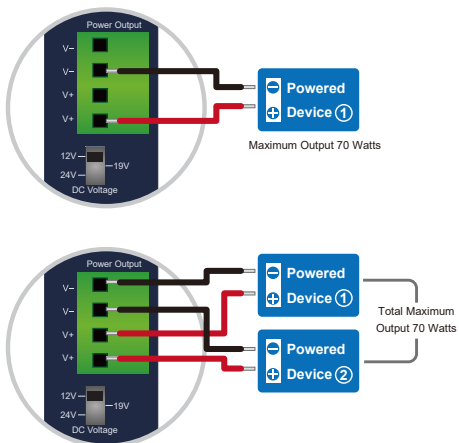 Power Output
V–
V–
V+
V+
12V
19V
24V
DC Voltage
Powered
Device ①
Maximum Output 70 Watts
Power Output
V–
V–
V+
V+
12V
19V
24V
DC Voltage
Powered
Device ①
Powered
Device ②
Total Maximum
Output 70 Watts